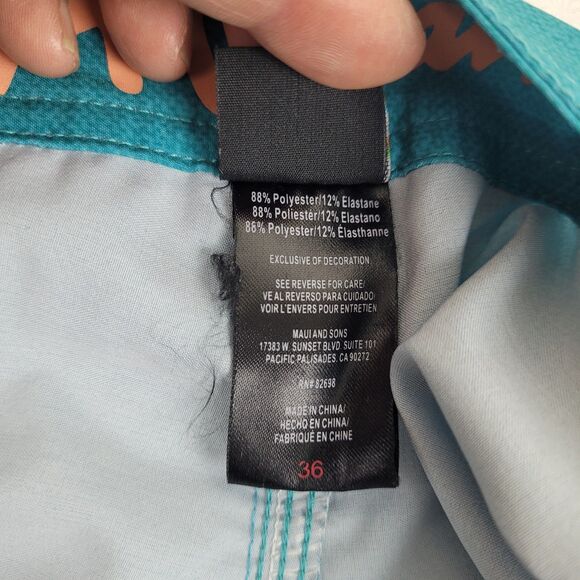 88% Polyester/12% Elastane
88% Poliester/12% Elastano
88% Polyester/12% Élasthanne
EXCLUSIVE OF DECORATION
SEE REVERSE FOR CARE/
VE AL REVERSO PARA CUIDADO/
VOIR L'ENVERS POUR ENTRETIEN
MAUI AND SONS
17383 W. SUNSET BLVD. SUITE 101
PACIFIC PALISADES, CA 90272
RN# 82698
MADE IN CHINA/
HECHO EN CHINA/
FABRIQUÉ EN CHINE
36